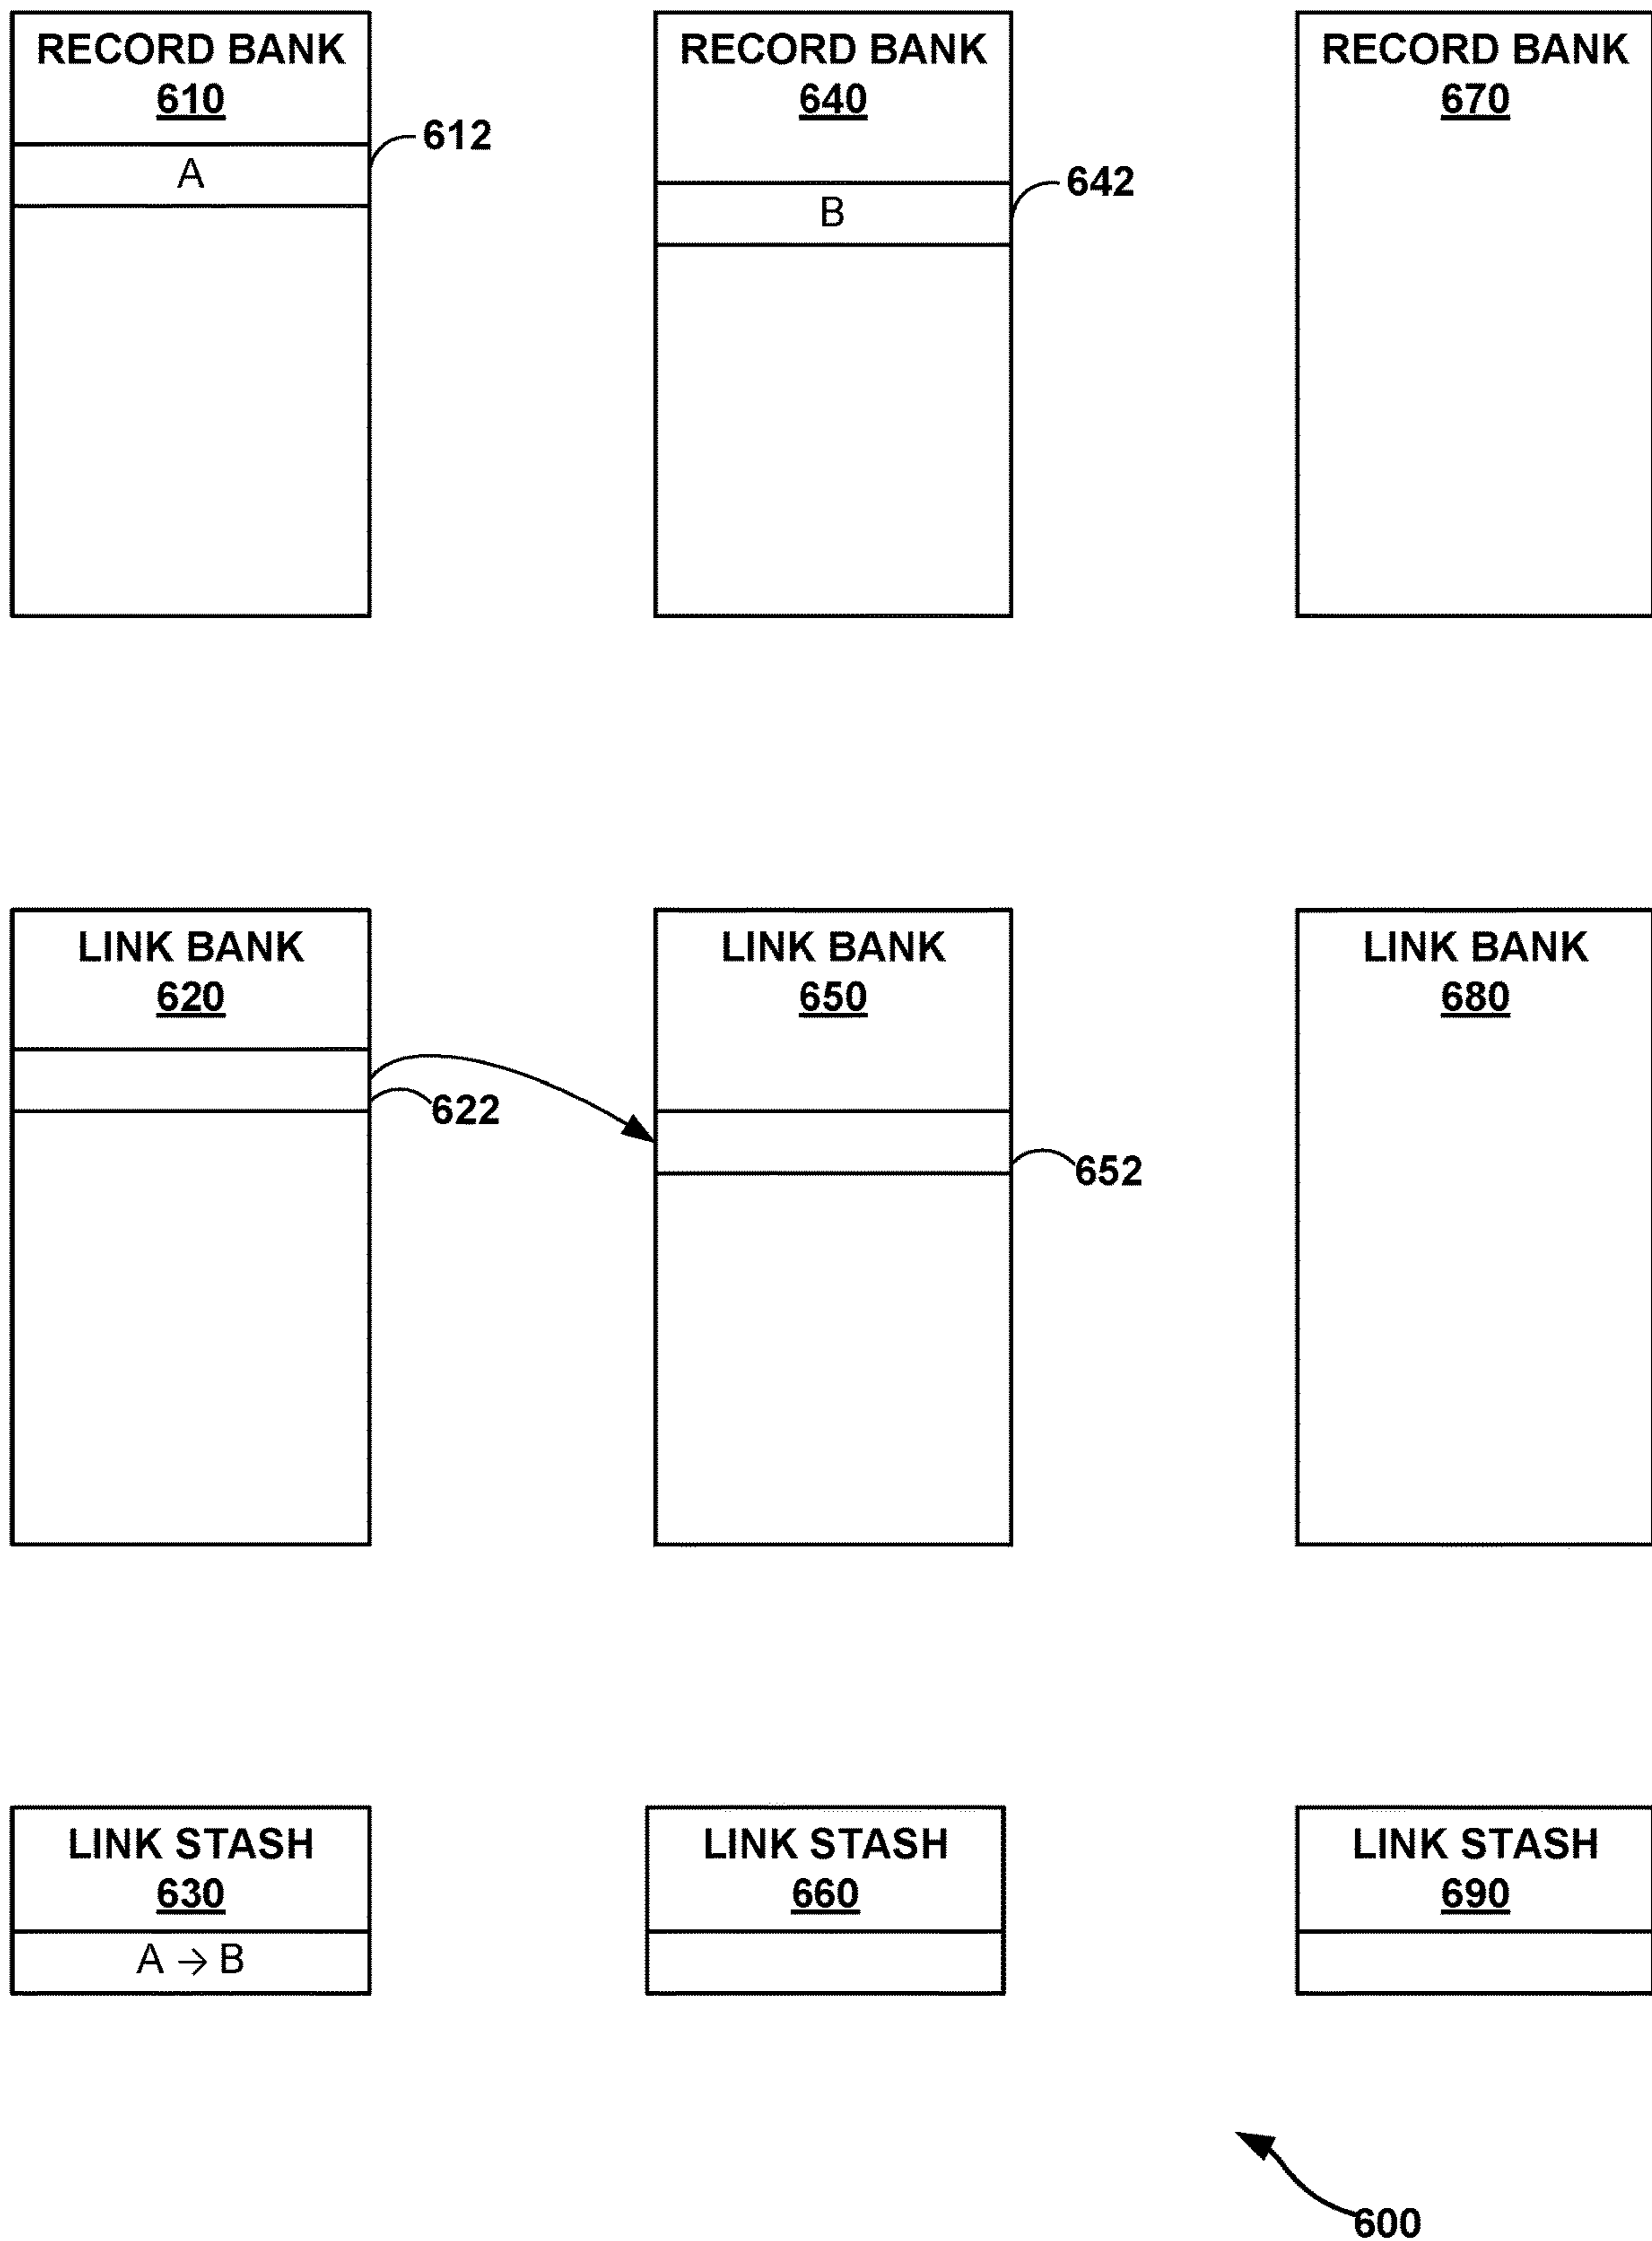 RECORD BANK
610
612
A
RECORD BANK
640
642
B
RECORD BANK
670
LINK BANK
620
622
LINK BANK
650
652
LINK BANK
680
LINK STASH
630
A → B
LINK STASH
660
LINK STASH
690
600